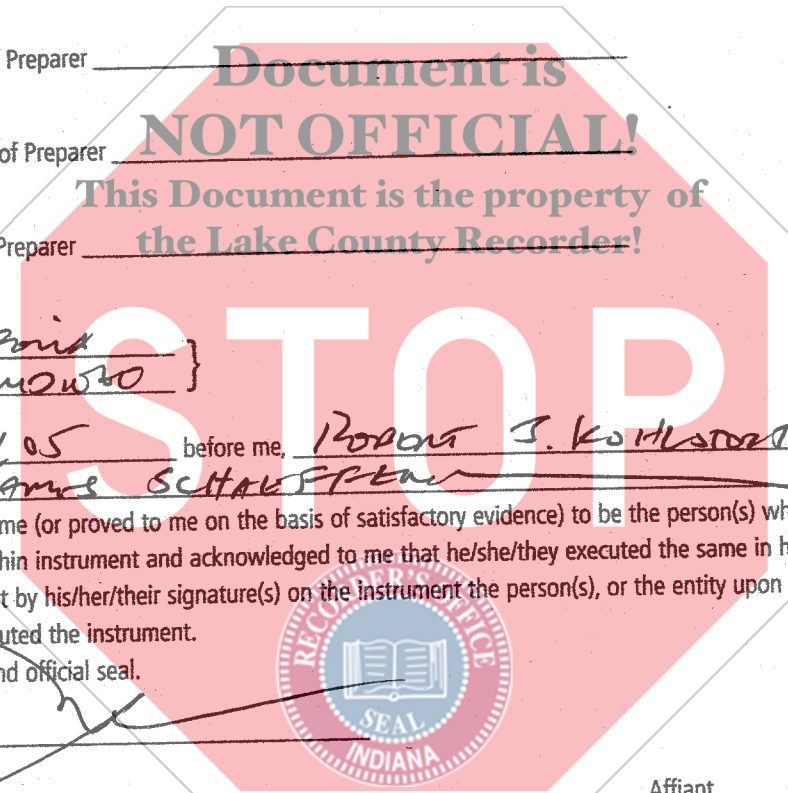 Preparer
Document is
of Preparer
NOT OFFICIAL!
This Document is the property of
Preparer
the Lake County Recorder!
STOP
}
05 before me, ROBERT J. KOHLSTORF
SCHAEFFER
me (or proved to me on the basis of satisfactory evidence) to be the person(s) wh
hin instrument and acknowledged to me that he/she/they executed the same in h
t by his/her/their signature(s) on the instrument the person(s), or the entity upon
uted the instrument.
nd official seal.
RECORDER'S OFFICE
SEAL
INDIANA
Affiant